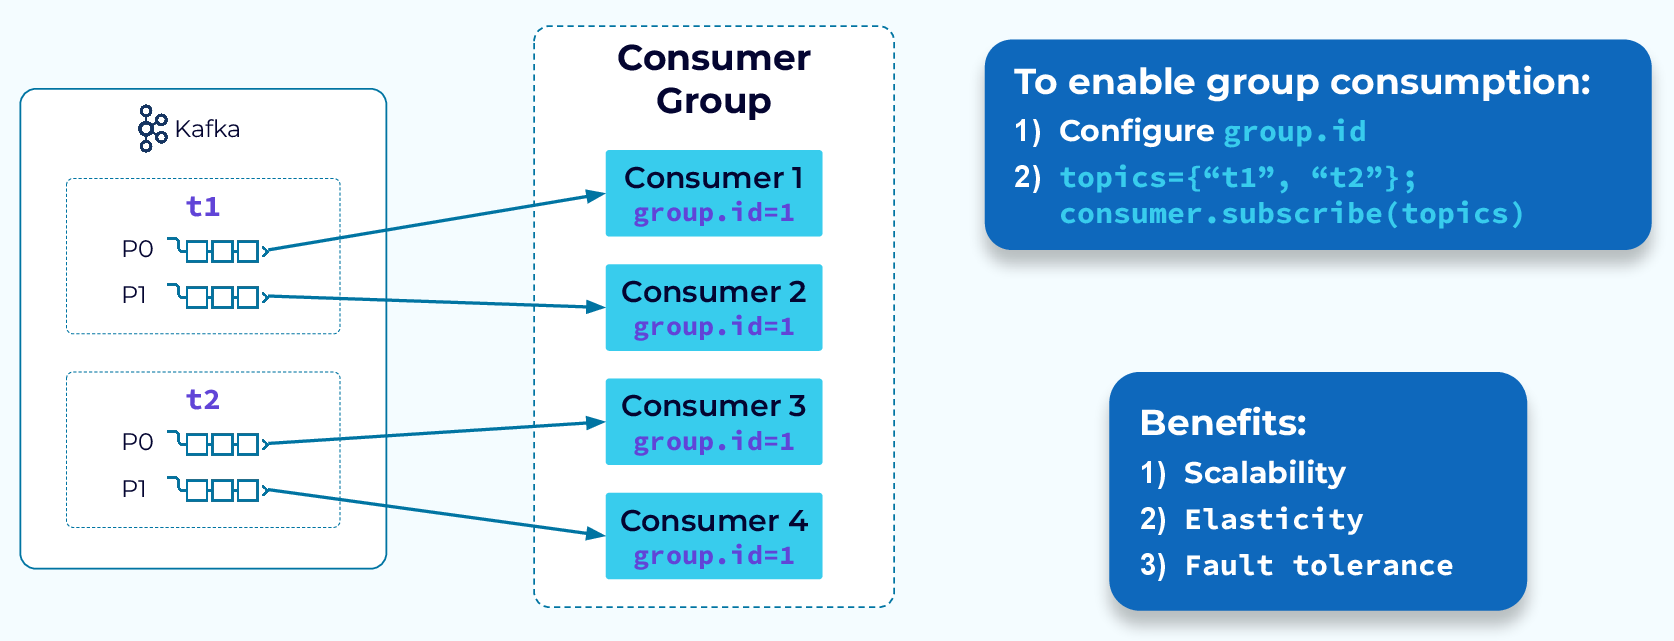 Kafka
t1
P0
P1
t2
P0
P1
Consumer
Group
Consumer 1
group.id=1
Consumer 2
group.id=1
Consumer 3
group.id=1
Consumer 4
group.id=1
To enable group consumption:
1) Configure group.id
2) topics={“t1”, “t2”};
consumer.subscribe(topics)
Benefits:
1) Scalability
2) Elasticity
3) Fault tolerance